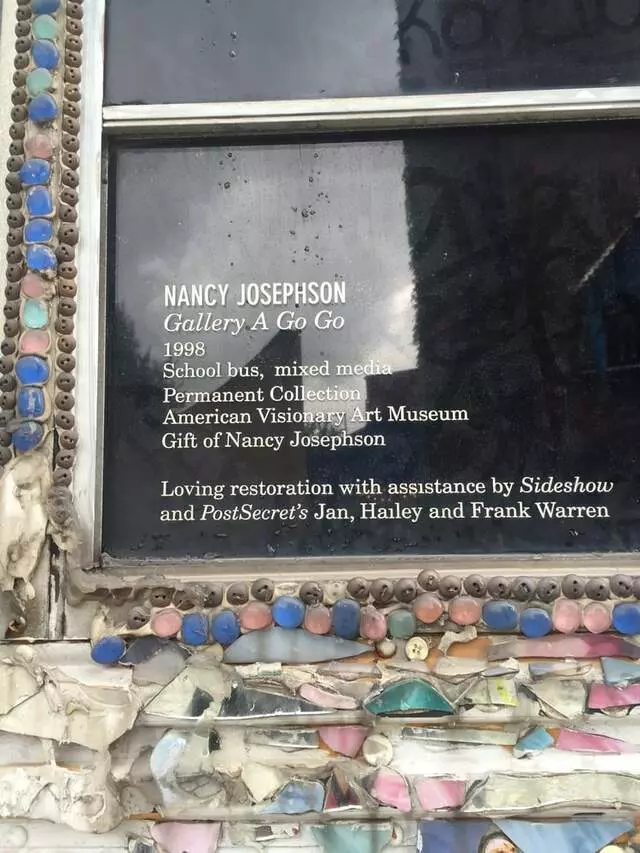 NANCY JOSEPHSON
Gallery A Go Go
1998
School bus, mixed media
Permanent Collection
American Visionary Art Museum
Gift of Nancy Josephson
Loving restoration with assistance by Sideshow
and PostSecret's Jan, Hailey and Frank Warren